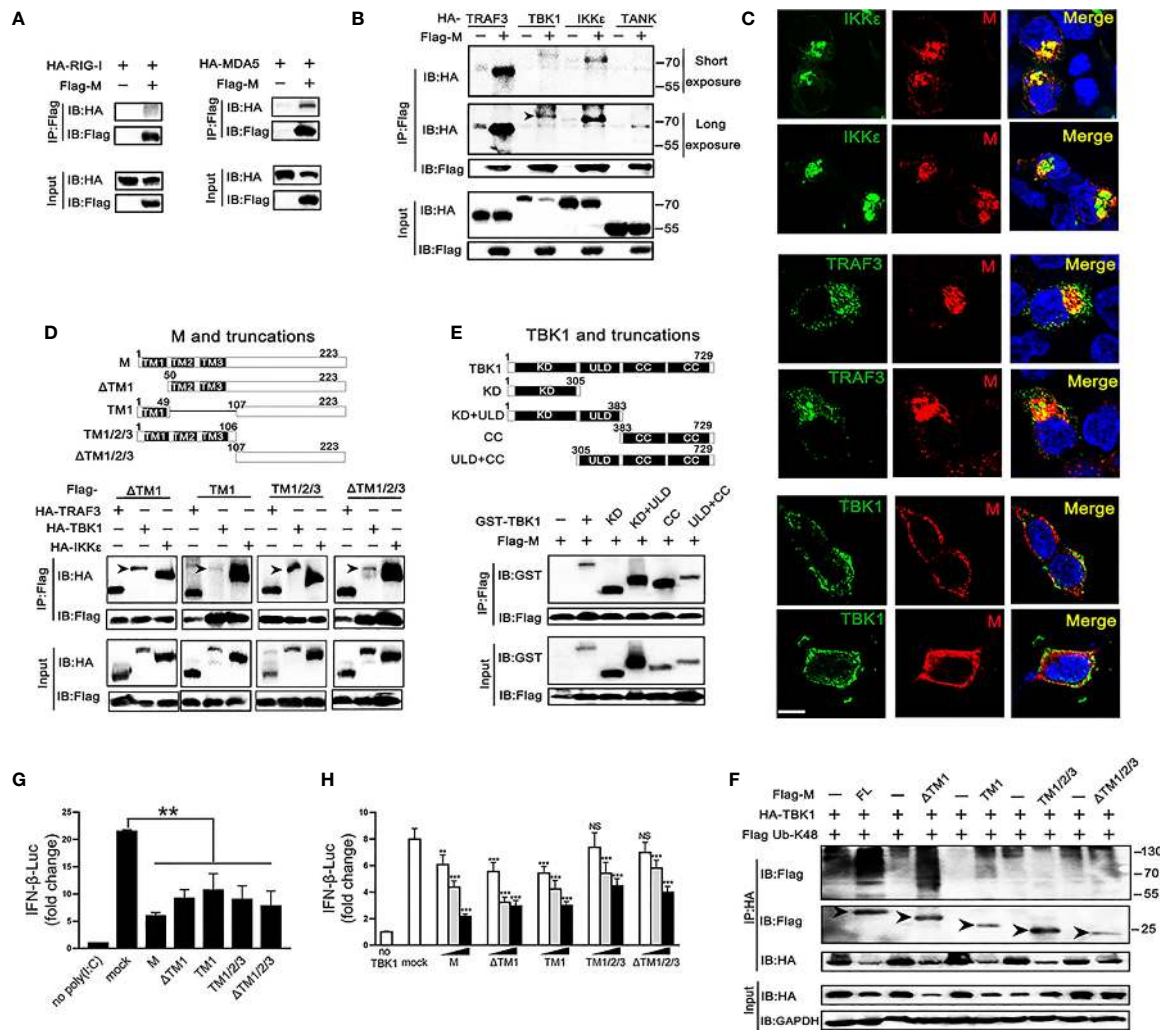 A
HA-RIG-I + +
Flag-M − +
IP:Flag
IB:HA
IB:Flag
Input
IB:HA
IB:Flag
HA-MDA5 + +
Flag-M − +
IP:Flag
IB:HA
IB:Flag
Input
IB:HA
IB:Flag
B
HA- TRAF3 TBK1 IKKε TANK
Flag-M − + − + − + − +
IP:Flag
IB:HA
−70
−55
Short
exposure
IB:HA
−70
−55
Long
exposure
IB:Flag
Input
IB:HA
−70
−55
IB:Flag
C
IKKε M Merge
IKKε M Merge
TRAF3 M Merge
TRAF3 M Merge
TBK1 M Merge
TBK1 M Merge
D
M and truncations
M 1 TM1 TM2 TM3 223
ΔTM1 50 TM2 TM3 223
TM1 1 TM1 49 107 223
TM1/2/3 1 TM1 TM2 TM3 106
ΔTM1/2/3 107 223
Flag- ΔTM1 TM1 TM1/2/3 ΔTM1/2/3
HA-TRAF3 + − − + − − + − − + − −
HA-TBK1 − + − − + − − + − − + −
HA-IKKε − − + − − + − − + − − +
IP:Flag
IB:HA
IB:Flag
Input
IB:HA
IB:Flag
E
TBK1 and truncations
TBK1 1 KD ULD CC CC 729
KD 1 KD 305
KD+ULD 1 KD ULD 383
CC 383 CC CC 729
ULD+CC 305 ULD CC CC 729
GST-TBK1 − + KD KD+ULD CC ULD+CC
Flag-M + + + + + +
IP:Flag
IB:GST
IB:Flag
Input
IB:GST
IB:Flag
G
IFN-β-Luc
(fold change)
25
20
15
10
5
0
**
no poly(I:C) mock M ΔTM1 TM1 TM1/2/3 ΔTM1/2/3
H
IFN-β-Luc
(fold change)
10
8
6
4
2
0
** *** *** *** *** *** *** *** *** NS *** *** NS *** ***
no
TBK1 mock M ΔTM1 TM1 TM1/2/3 ΔTM1/2/3
F
Flag-M − FL − ΔTM1 − TM1 − TM1/2/3 − ΔTM1/2/3
HA-TBK1 + + + + + + + + + +
Flag Ub-K48 + + + + + + + + + +
IP:HA
IB:Flag
-130
-70
-55
IB:Flag
−25
IB:HA
Input
IB:HA
IB:GAPDH